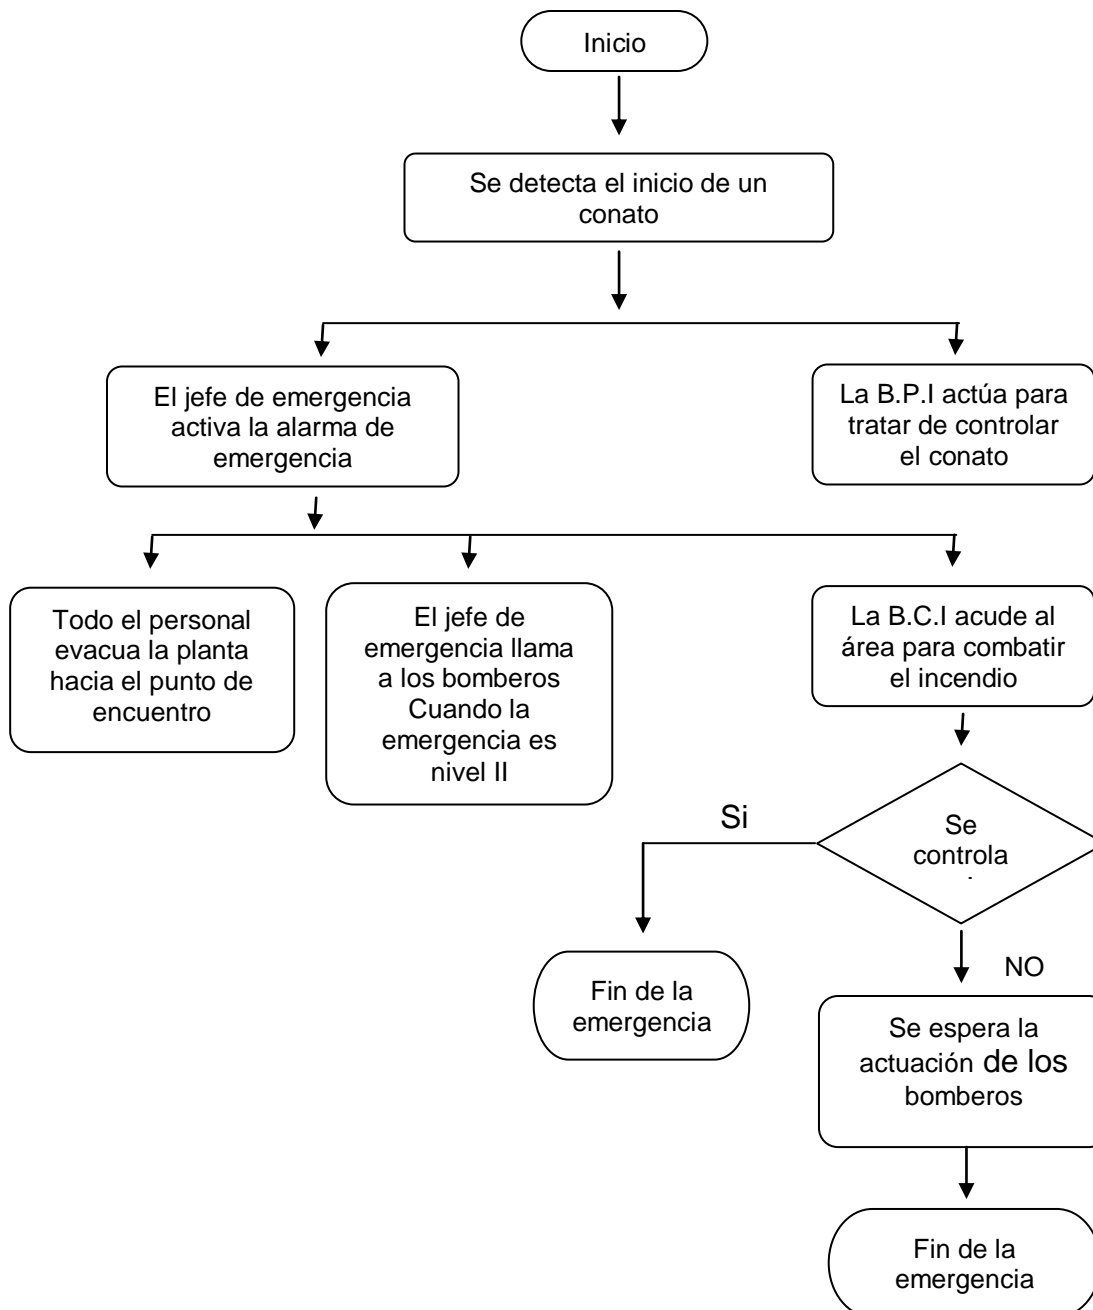 Inicio
Se detecta el inicio de un
conato
El jefe de emergencia
activa la alarma de
emergencia
La B.P.I actúa para
tratar de controlar
el conato
Todo el personal
evacua la planta
hacia el punto de
encuentro
El jefe de
emergencia llama
a los bomberos
Cuando la
emergencia es
nivel II
La B.C.I acude al
área para combatir
el incendio
Si
Se
controla
NO
Fin de la
emergencia
Se espera la
actuación de los
bomberos
Fin de la
emergencia